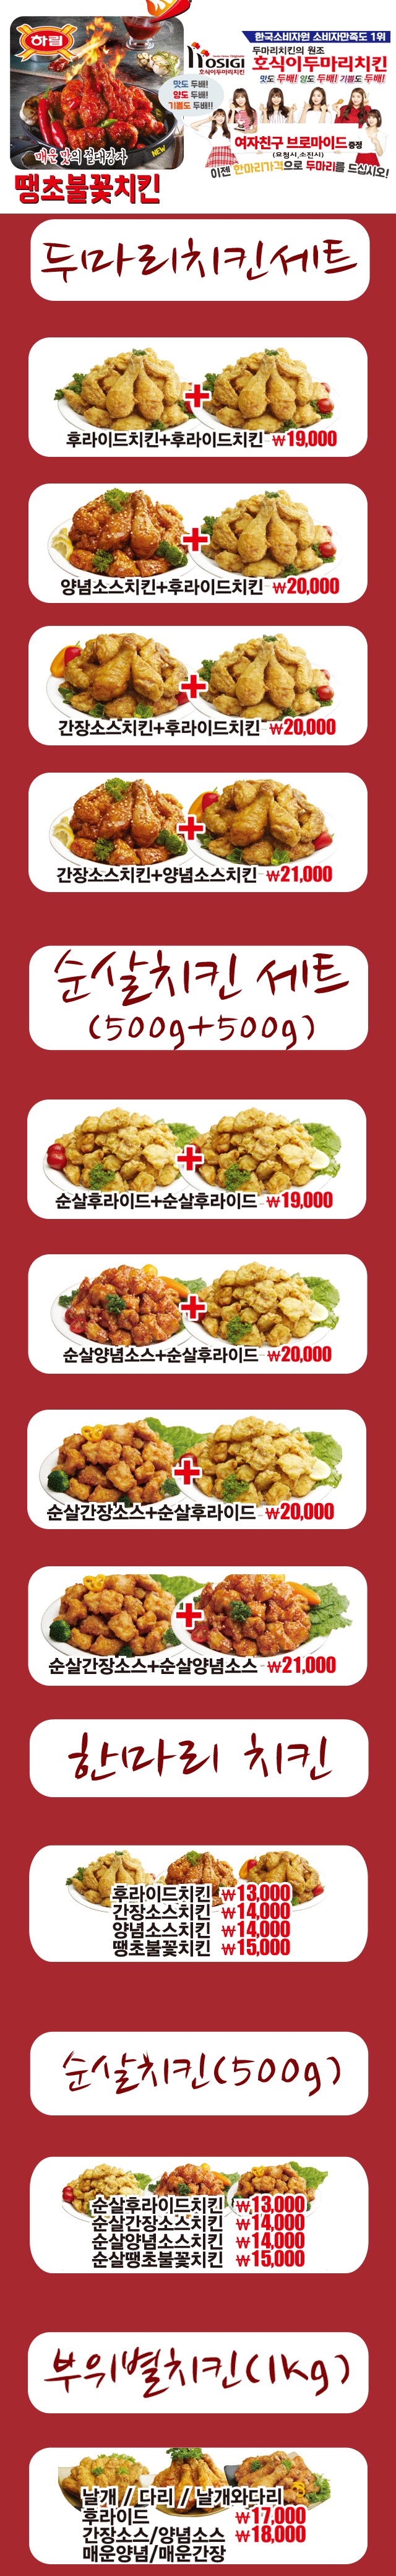 하림
매운 맛의 절대강자
NEW
땡초불꽃치킨
HOSIGI
호식이두마리치킨
맛도 두배!
양도 두배!
기쁨도 두배!!
한국소비자원 소비자만족도 1위
두마리치킨의 원조
호식이두마리치킨
맛도 두배! 양도 두배! 기쁨도 두배!
여자친구 브로마이드 증정
(요청시,소진시)
이젠 한마리가격으로 두마리를 드십시오!
두마리치킨세트
후라이드치킨+후라이드치킨 ₩19,000
양념소스치킨+후라이드치킨 ₩20,000
간장소스치킨+후라이드치킨 ₩20,000
간장소스치킨+양념소스치킨 ₩21,000
순살치킨 세트
(500g+500g)
순살후라이드+순살후라이드 ₩19,000
순살양념소스+순살후라이드 ₩20,000
순살간장소스+순살후라이드 ₩20,000
순살간장소스+순살양념소스 ₩21,000
한마리 치킨
후라이드치킨 ₩13,000
간장소스치킨 ₩14,000
양념소스치킨 ₩14,000
땡초불꽃치킨 ₩15,000
순살치킨(500g)
순살후라이드치킨 ₩13,000
순살간장소스치킨 ₩14,000
순살양념소스치킨 ₩14,000
순살땡초불꽃치킨 ₩15,000
부위별치킨(1kg)
날개 / 다리 / 날개와다리
후라이드 ₩17,000
간장소스/양념소스 ₩18,000
매운양념/매운간장